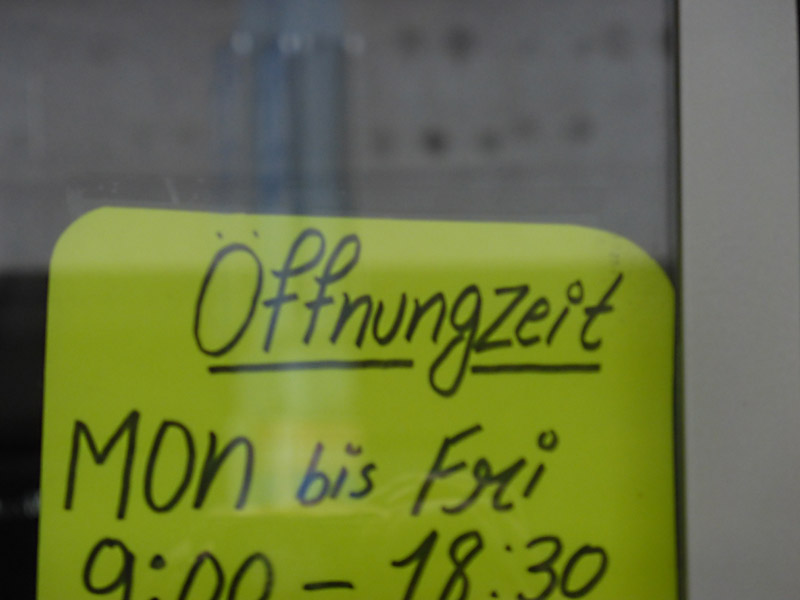 Öffnungzeit
MON bis Fri
9:00 - 18:30